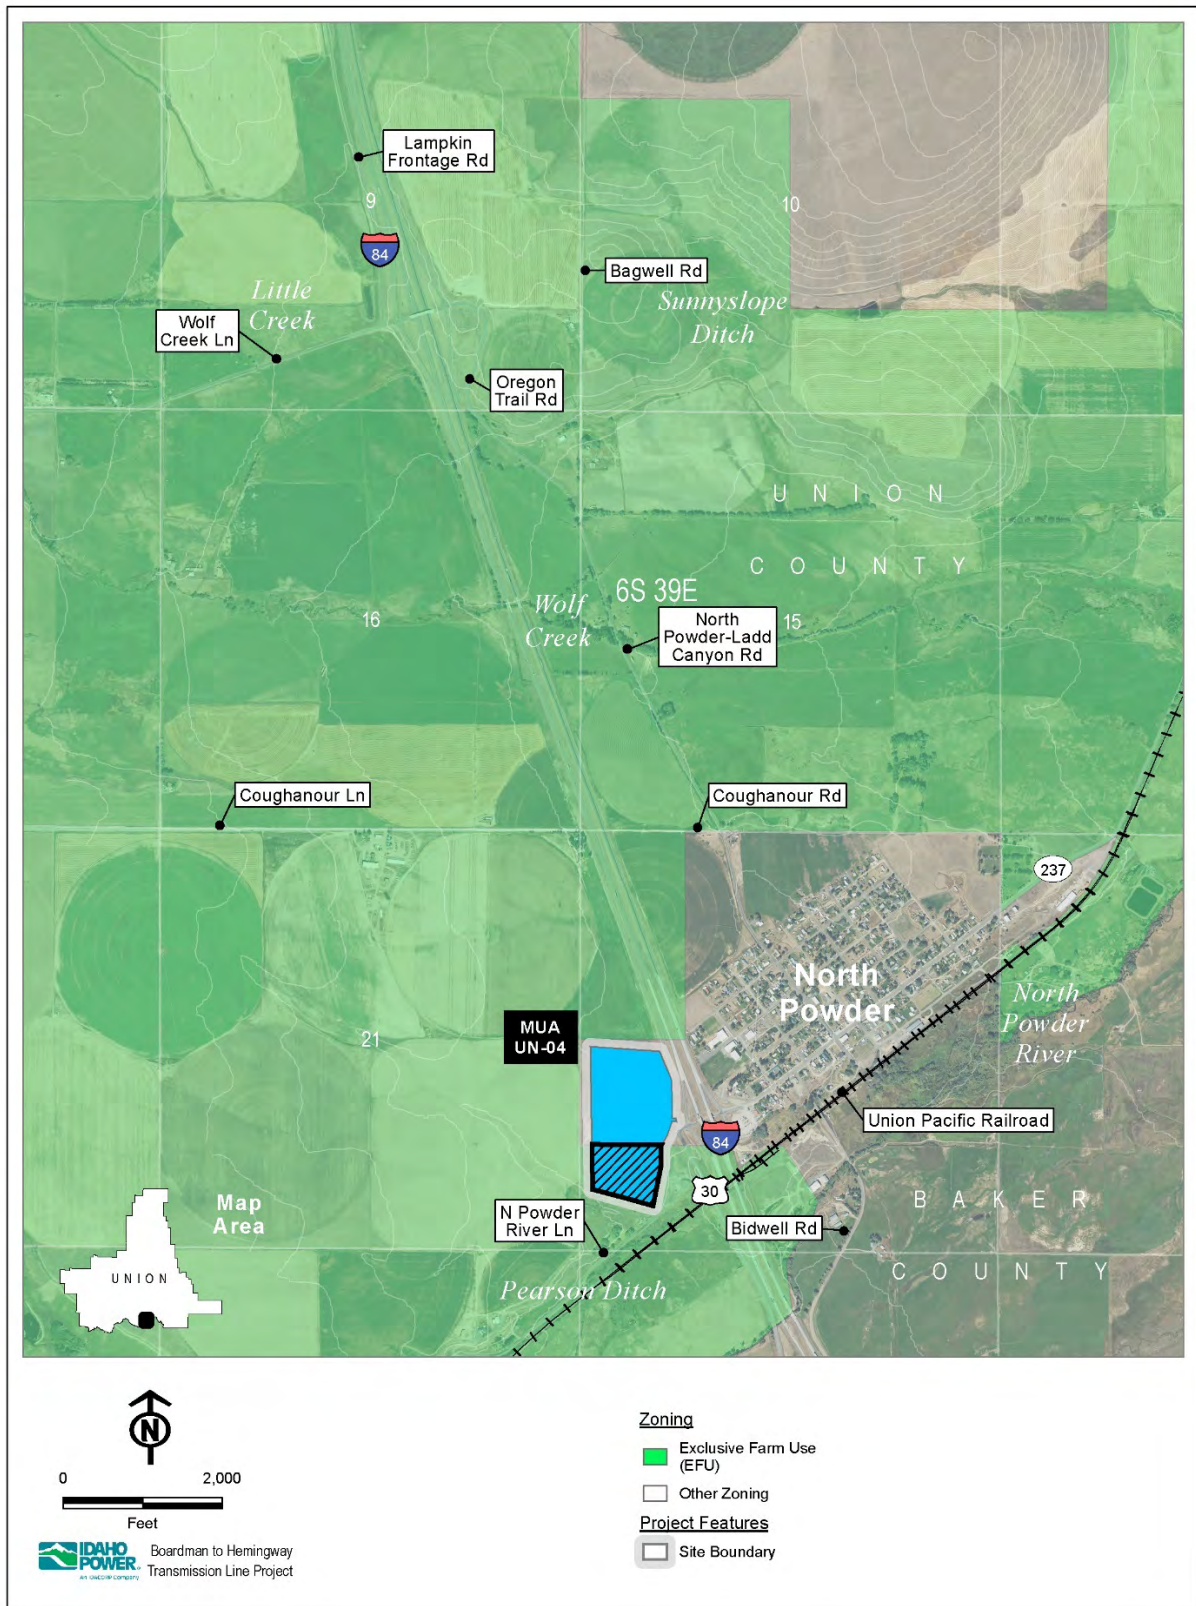 Lampkin
Frontage Rd
9
10
84
Bagwell Rd
Little
Creek
Sunnyslope
Ditch
Wolf
Creek Ln
Oregon
Trail Rd
UNION
COUNTY
6S 39E
Wolf
Creek
16
North
Powder-Ladd
Canyon Rd
15
Coughanour Ln
Coughanour Rd
237
North
Powder
North
Powder
River
MUA
UN-04
21
Union Pacific Railroad
84
30
Map
Area
N Powder
River Ln
Bidwell Rd
BAKER
COUNTY
UNION
Pearson Ditch
N
0 2,000
Feet
IDAHO
POWER
An IDACORP Company
Boardman to Hemingway
Transmission Line Project
Zoning
Exclusive Farm Use
(EFU)
Other Zoning
Project Features
Site Boundary